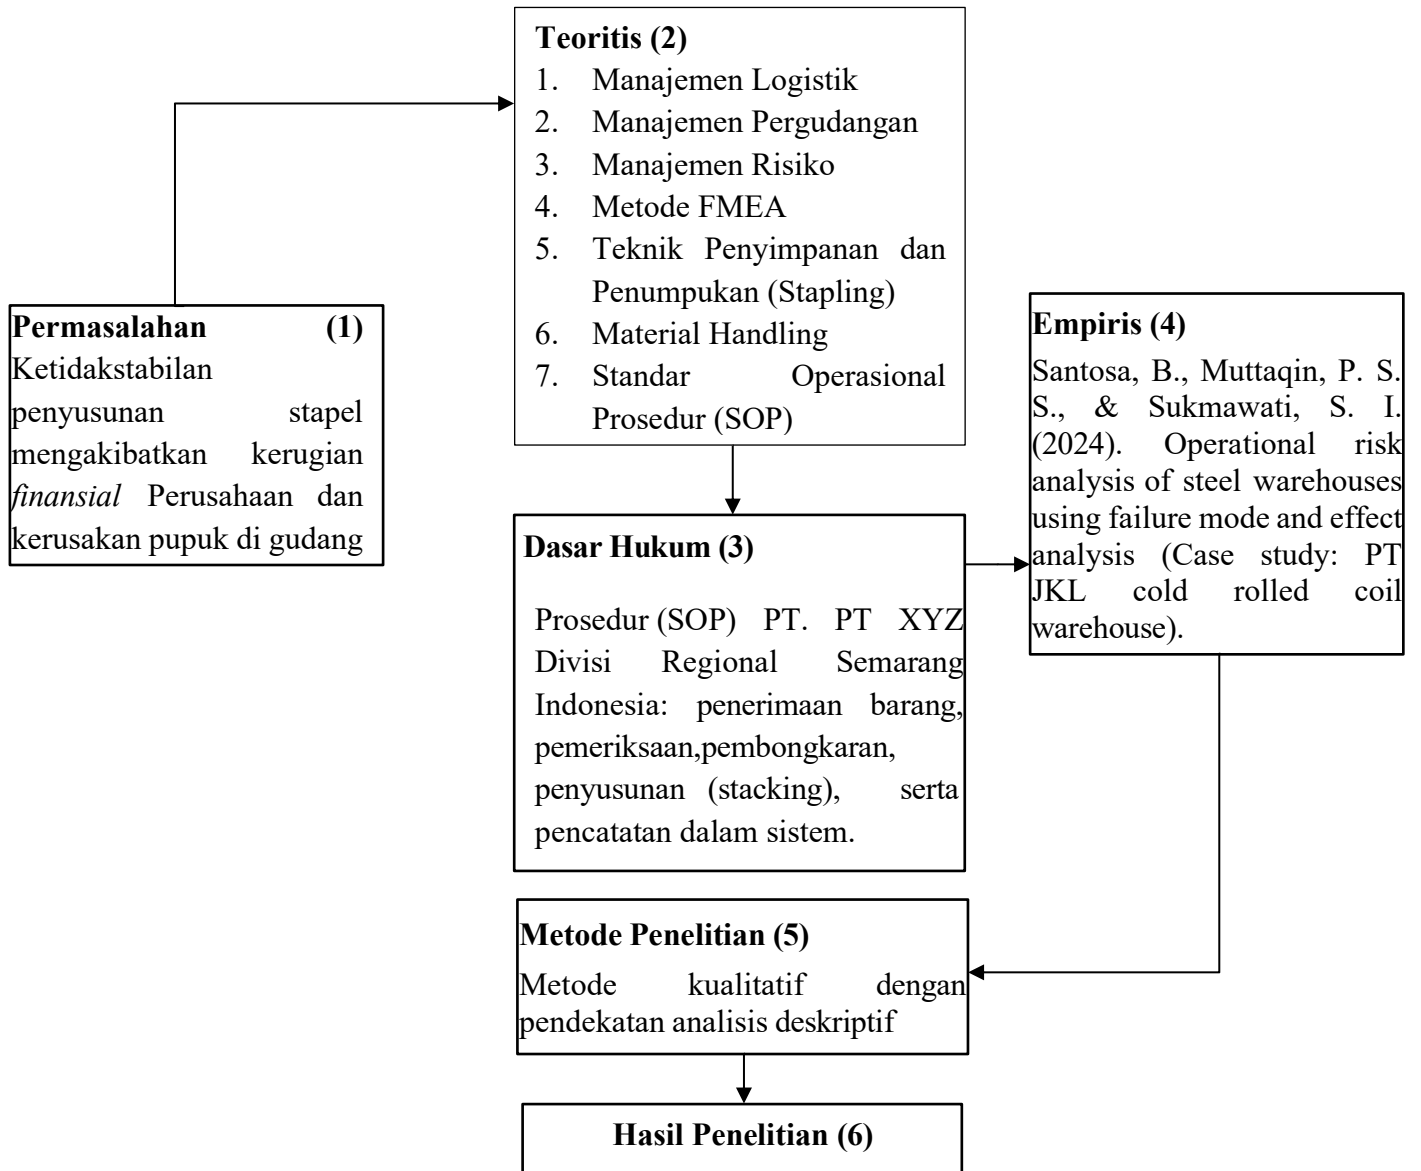 Permasalahan (1)
Ketidakstabilan
penyusunan stapel
mengakibatkan kerugian
finansial Perusahaan dan
kerusakan pupuk di gudang
Teoritis (2)
1. Manajemen Logistik
2. Manajemen Pergudangan
3. Manajemen Risiko
4. Metode FMEA
5. Teknik Penyimpanan dan
Penumpukan (Stapling)
6. Material Handling
7. Standar Operasional
Prosedur (SOP)
Dasar Hukum (3)
Prosedur (SOP) PT. PT XYZ
Divisi Regional Semarang
Indonesia: penerimaan barang,
pemeriksaan,pembongkaran,
penyusunan (stacking), serta
pencatatan dalam sistem.
Empiris (4)
Santosa, B., Muttaqin, P. S.
S., & Sukmawati, S. I.
(2024). Operational risk
analysis of steel warehouses
using failure mode and effect
analysis (Case study: PT
JKL cold rolled coil
warehouse).
Metode Penelitian (5)
Metode kualitatif dengan
pendekatan analisis deskriptif
Hasil Penelitian (6)